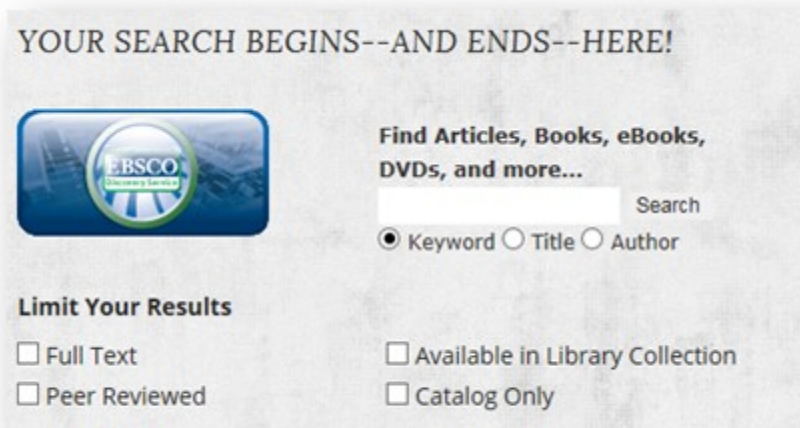 YOUR SEARCH BEGINS--AND ENDS--HERE!
EBSCO
Discovery Service
Find Articles, Books, eBooks,
DVDs, and more...
Search
Keyword Title Author
Limit Your Results
Full Text
Available in Library Collection
Peer Reviewed
Catalog Only